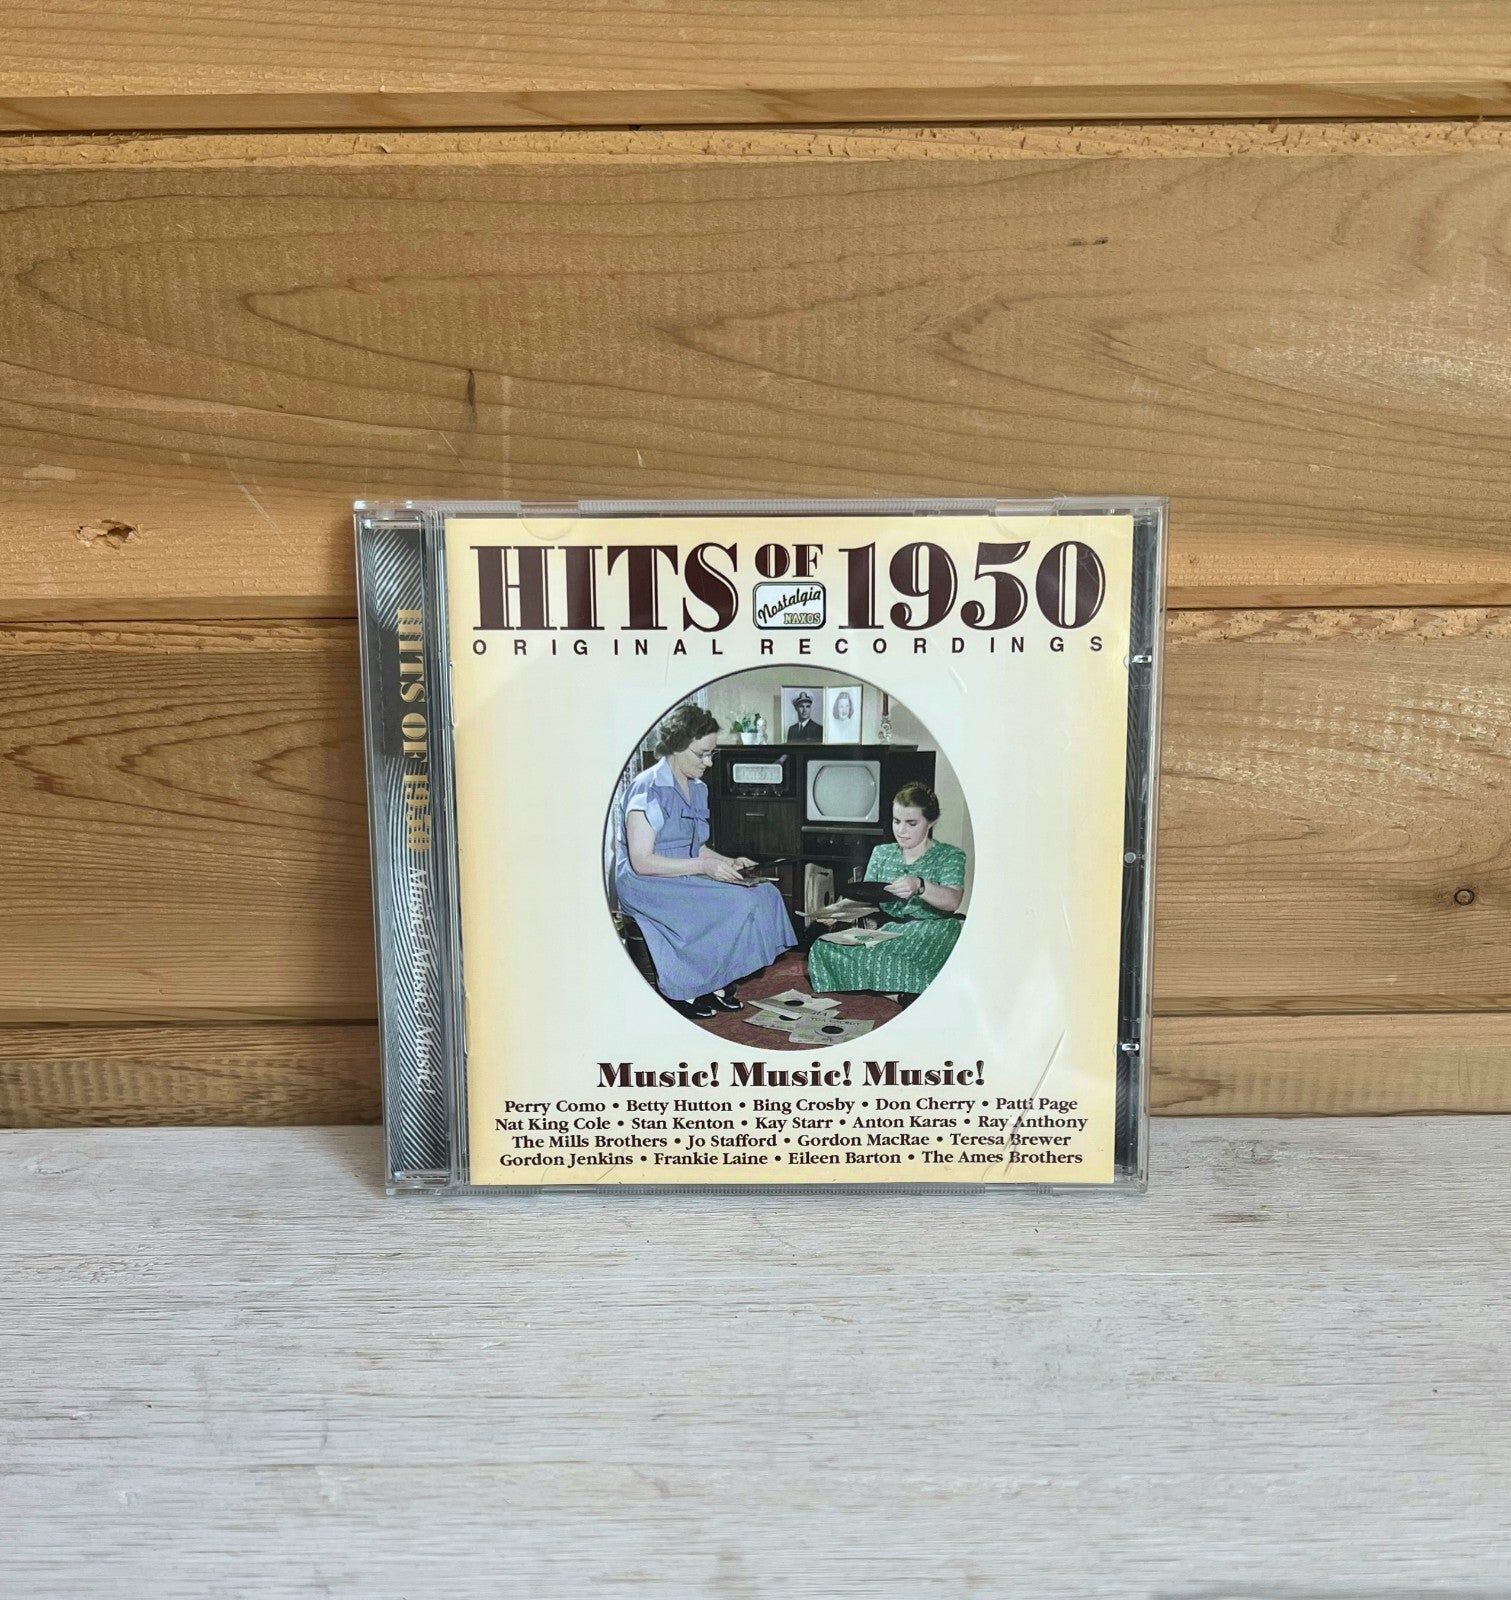 HITS OF 1950
Nostalgia
NAXOS
ORIGINAL RECORDINGS
Music! Music! Music!
Perry Como • Betty Hutton • Bing Crosby • Don Cherry • Patti Page
Nat King Cole • Stan Kenton • Kay Starr • Anton Karas • Ray Anthony
The Mills Brothers • Jo Stafford • Gordon MacRae • Teresa Brewer
Gordon Jenkins • Frankie Laine • Eileen Barton • The Ames Brothers
HITS OF 1950 Music! Music! Music!